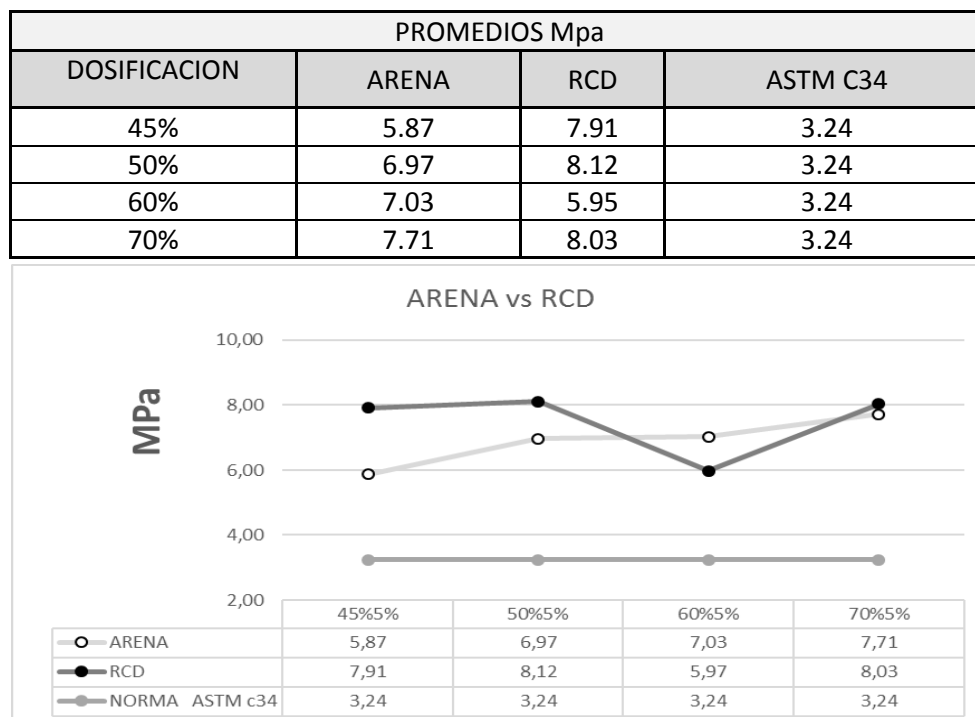 PROMEDIOS Mpa
DOSIFICACION ARENA RCD ASTM C34
45% 5.87 7.91 3.24
50% 6.97 8.12 3.24
60% 7.03 5.95 3.24
70% 7.71 8.03 3.24
ARENA vs RCD
MPa
10,00
8,00
6,00
4,00
2,00
45%5% 50%5% 60%5% 70%5%
ARENA 5,87 6,97 7,03 7,71
RCD 7,91 8,12 5,97 8,03
NORMA ASTM c34 3,24 3,24 3,24 3,24